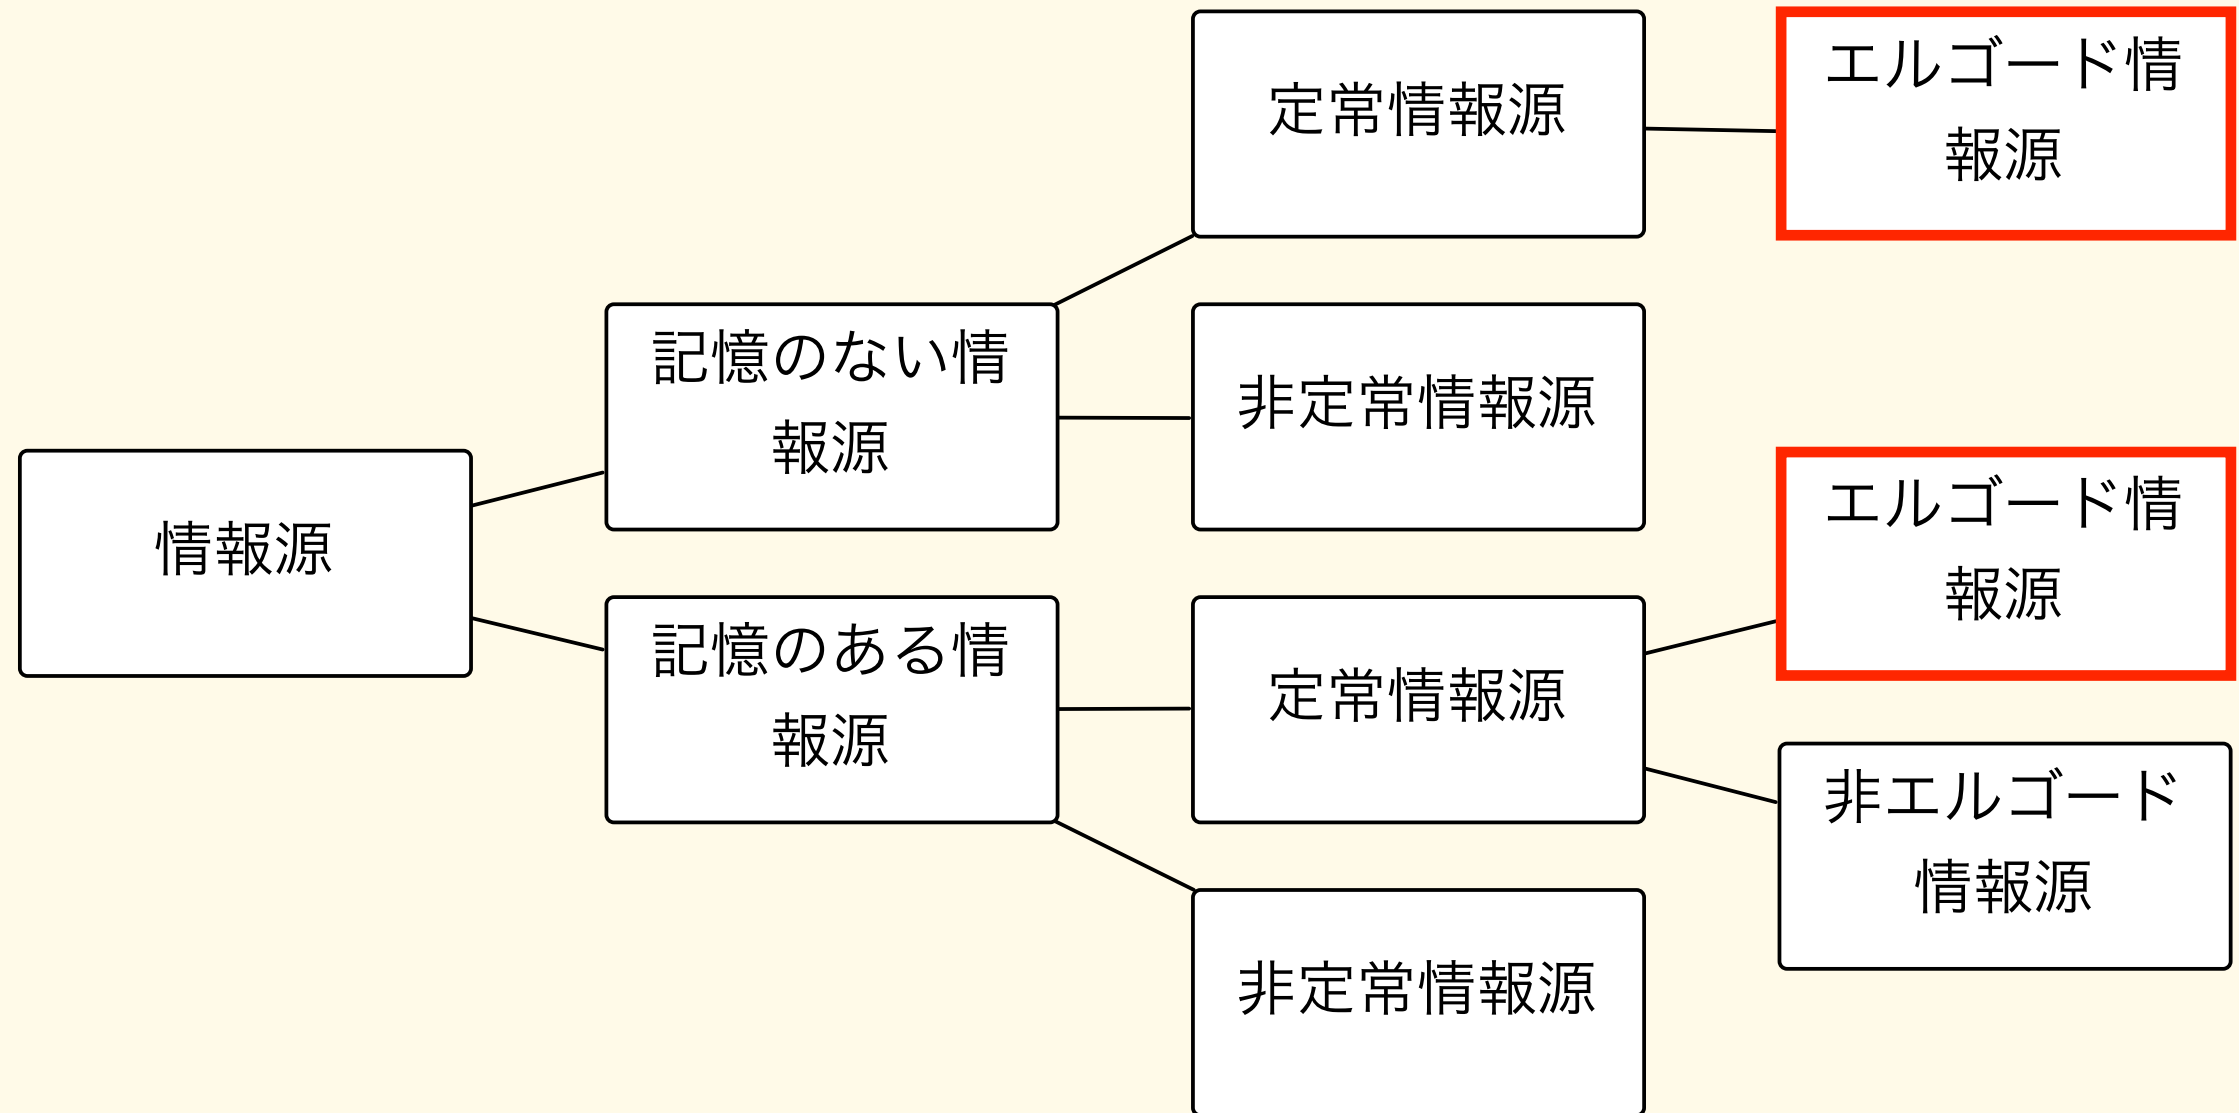 定常情報源
エルゴード情
報源
記憶のない情
報源
非定常情報源
情報源
エルゴード情
報源
記憶のある情
報源
定常情報源
非エルゴード
情報源
非定常情報源